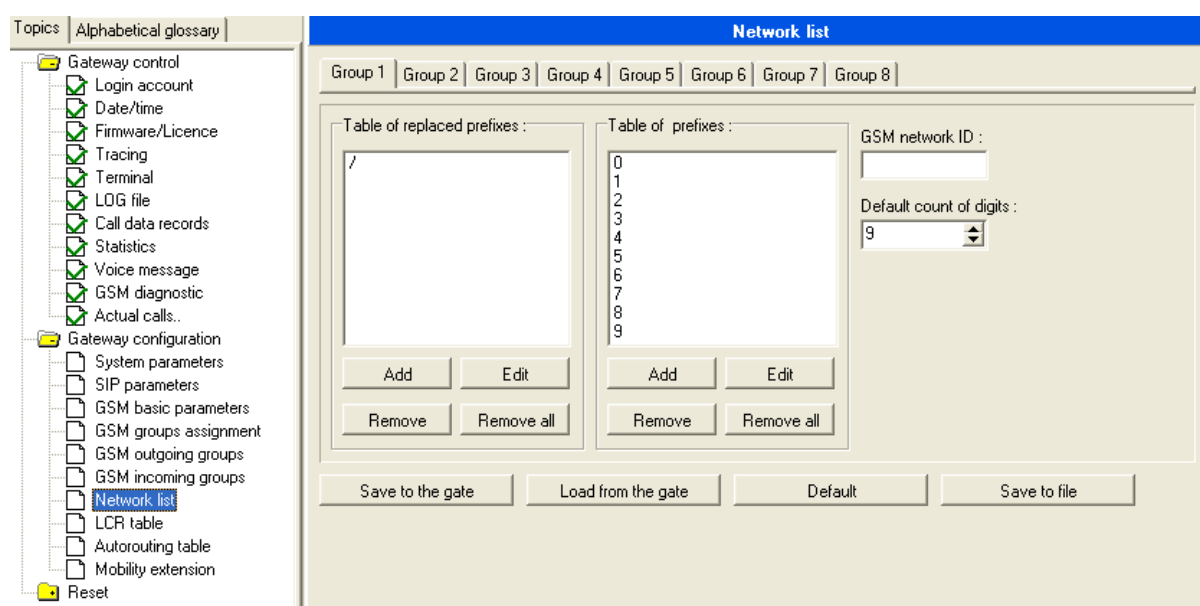 Topics
Alphabetical glossary
Gateway control
Login account
Date/time
Firmware/Licence
Tracing
Terminal
LOG file
Call data records
Statistics
Voice message
GSM diagnostic
Actual calls..
Gateway configuration
System parameters
SIP parameters
GSM basic parameters
GSM groups assignment
GSM outgoing groups
GSM incoming groups
Network list
LCR table
Autorouting table
Mobility extension
Reset
Network list
Group 1 Group 2 Group 3 Group 4 Group 5 Group 6 Group 7 Group 8
Table of replaced prefixes :
/
Add Edit
Remove Remove all
Table of prefixes :
0
1
2
3
4
5
6
7
8
9
Add Edit
Remove Remove all
GSM network ID :
Default count of digits :
9
Save to the gate Load from the gate Default Save to file